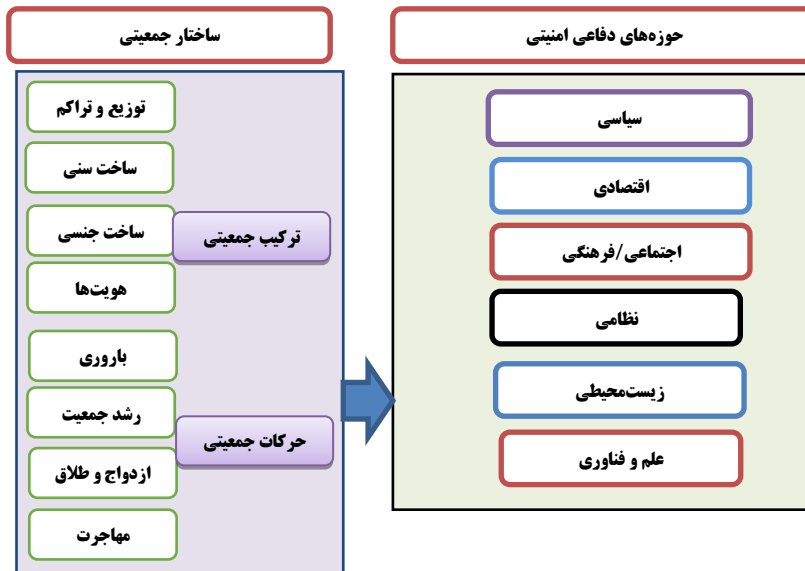 حوزه‌های دفاعی امنیتی
سیاسی
اقتصادی
اجتماعی/فرهنگی
نظامی
زیست‌محیطی
علم و فناوری
ساختار جمعیتی
ترکیب جمعیتی
توزیع و تراکم
ساخت سنی
ساخت جنسی
هویت‌ها
حرکات جمعیتی
باروری
رشد جمعیت
ازدواج و طلاق
مهاجرت